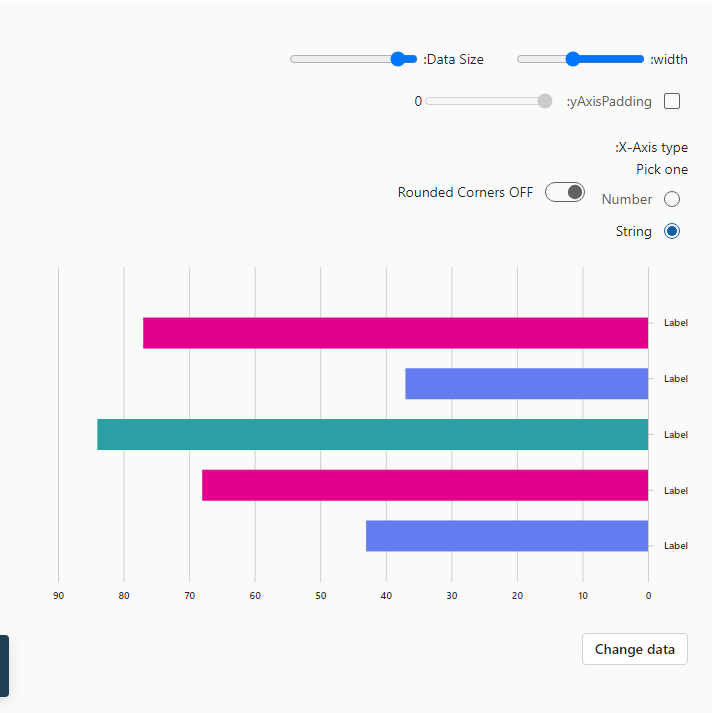 :width
:Data Size
:yAxisPadding
0
:X-Axis type
Pick one
Number
String
Rounded Corners OFF
Label
Label
Label
Label
Label
90 80 70 60 50 40 30 20 10 0
Change data